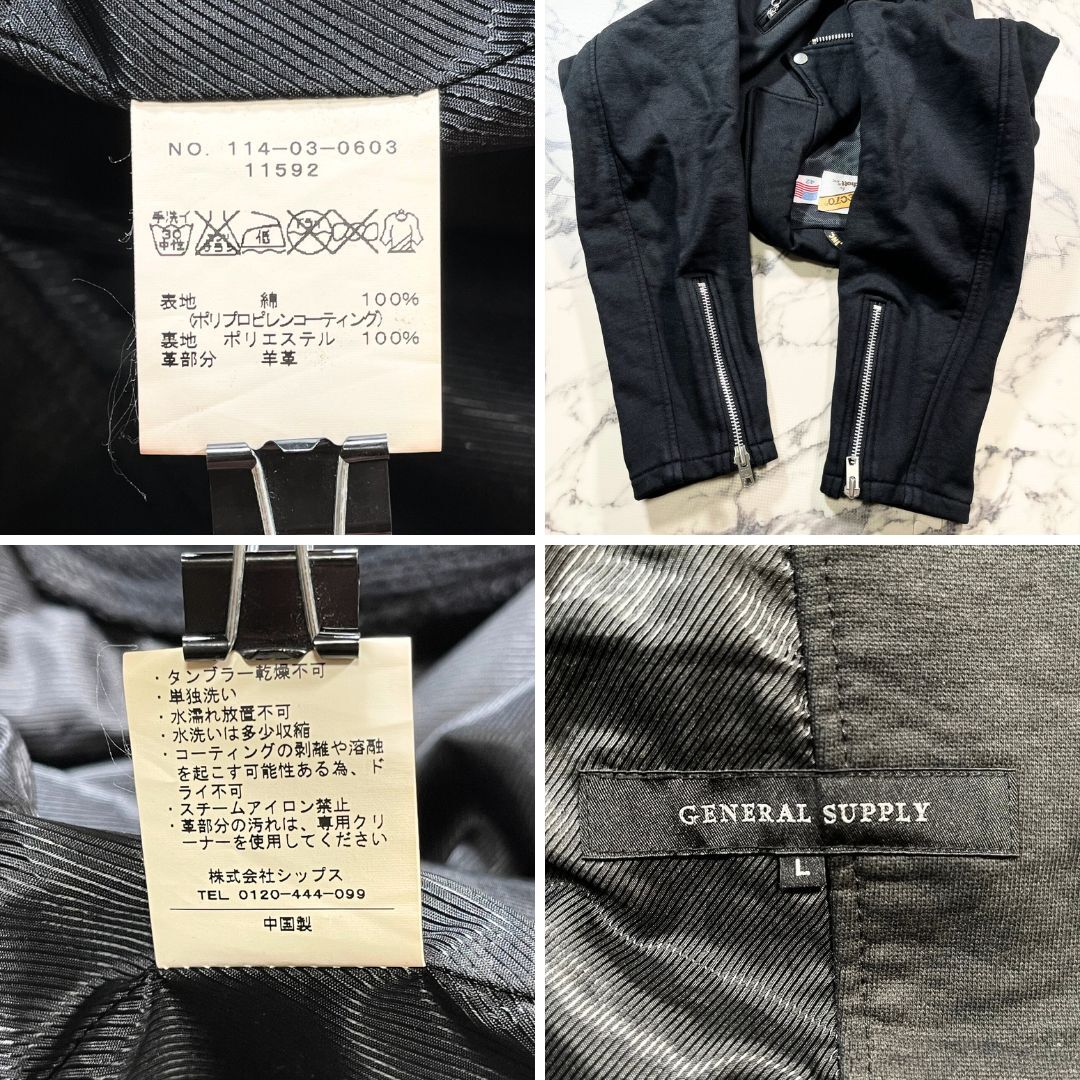 NO. 114-03-0603
11592
手洗イ
30
中性
低
表地 綿 100%
(ポリプロピレンコーティング)
裏地 ポリエステル 100%
革部分 羊革
42
・タンブラー乾燥不可
・単独洗い
・水濡れ放置不可
・水洗いは多少収縮
・コーティングの剥離や溶融
を起こす可能性ある為、ド
ライ不可
・スチームアイロン禁止
・革部分の汚れは、専用クリ
ーナーを使用してください
株式会社シップス
TEL 0120-444-099
中国製
GENERAL SUPPLY
L